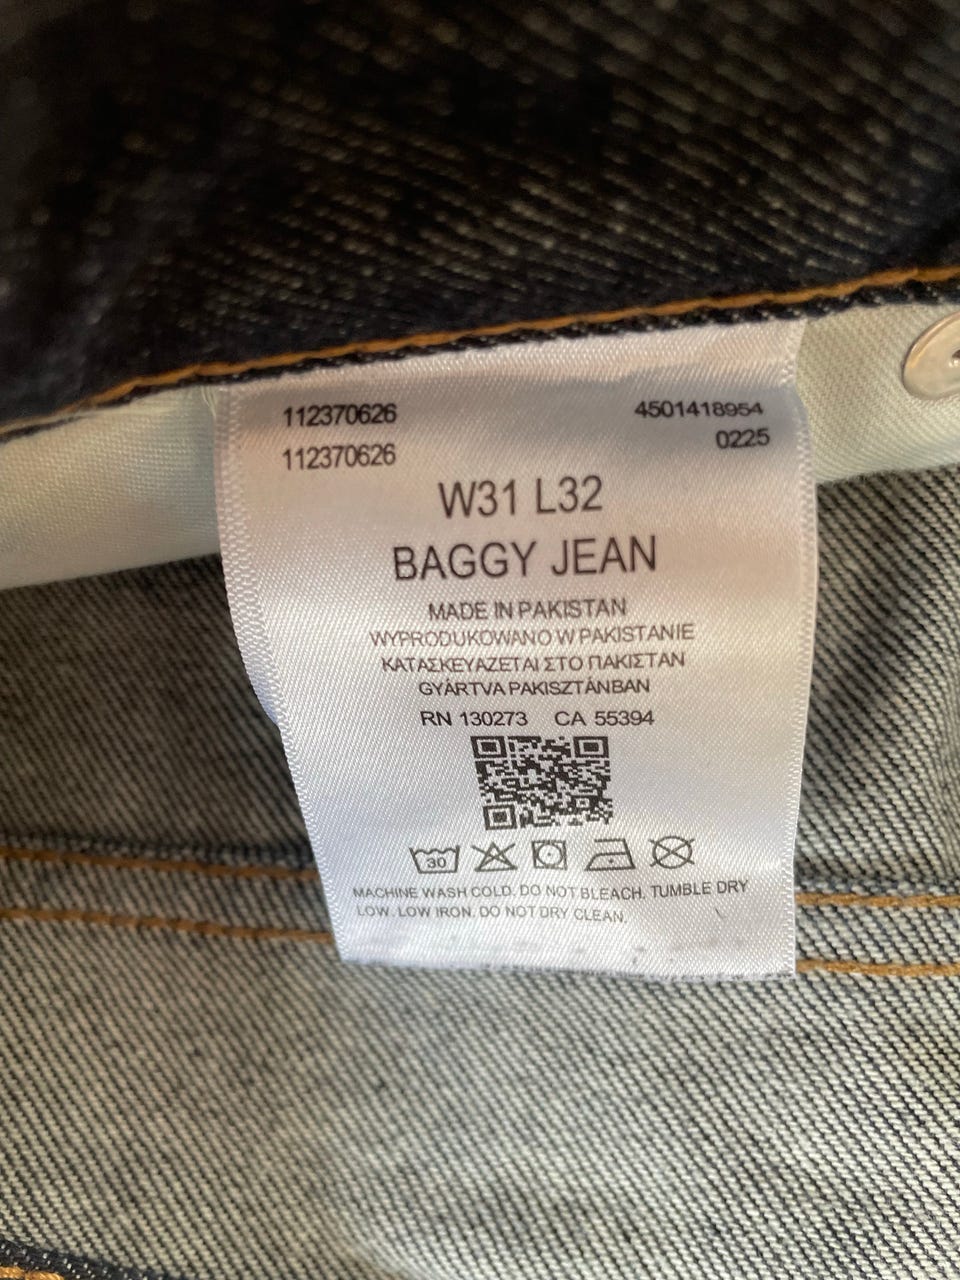 112370626 4501418954
112370626 0225
W31 L32
BAGGY JEAN
MADE IN PAKISTAN
WYPRODUKOWANO W PAKISTANIE
ΚΑΤΑΣΚΕΥΑΖΕΤΑΙ ΣΤΟ ΠΑΚΙΣΤΑΝ
GYÁRTVA PAKISZTÁNBAN
RN 130273 CA 55394
30
MACHINE WASH COLD. DO NOT BLEACH. TUMBLE DRY
LOW. LOW IRON. DO NOT DRY CLEAN.